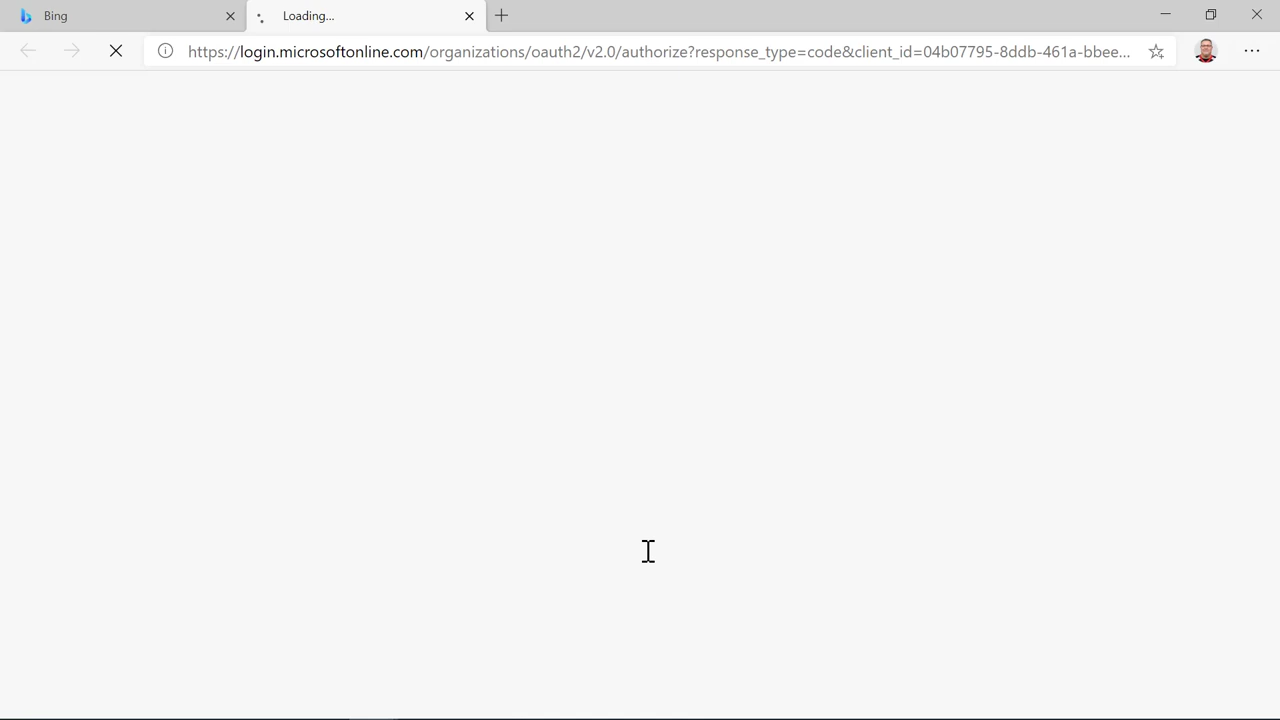 Bing
Loading...
https://login.microsoftonline.com/organizations/oauth2/v2.0/authorize?response_type=code&client_id=04b07795-8ddb-461a-bbee...